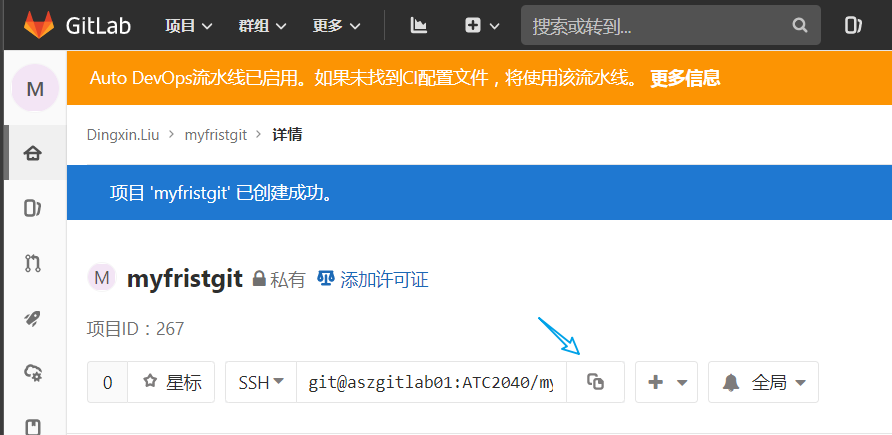 GitLab 项目 群组 更多 搜索或转到...
M
Auto DevOps流水线已启用。如果未找到CI配置文件，将使用该流水线。 更多信息
Dingxin.Liu > myfristgit > 详情
项目 'myfristgit' 已创建成功。
M myfristgit 私有 添加许可证
项目ID：267
0 星标 SSH git@aszgitlab01:ATC2040/my 全局